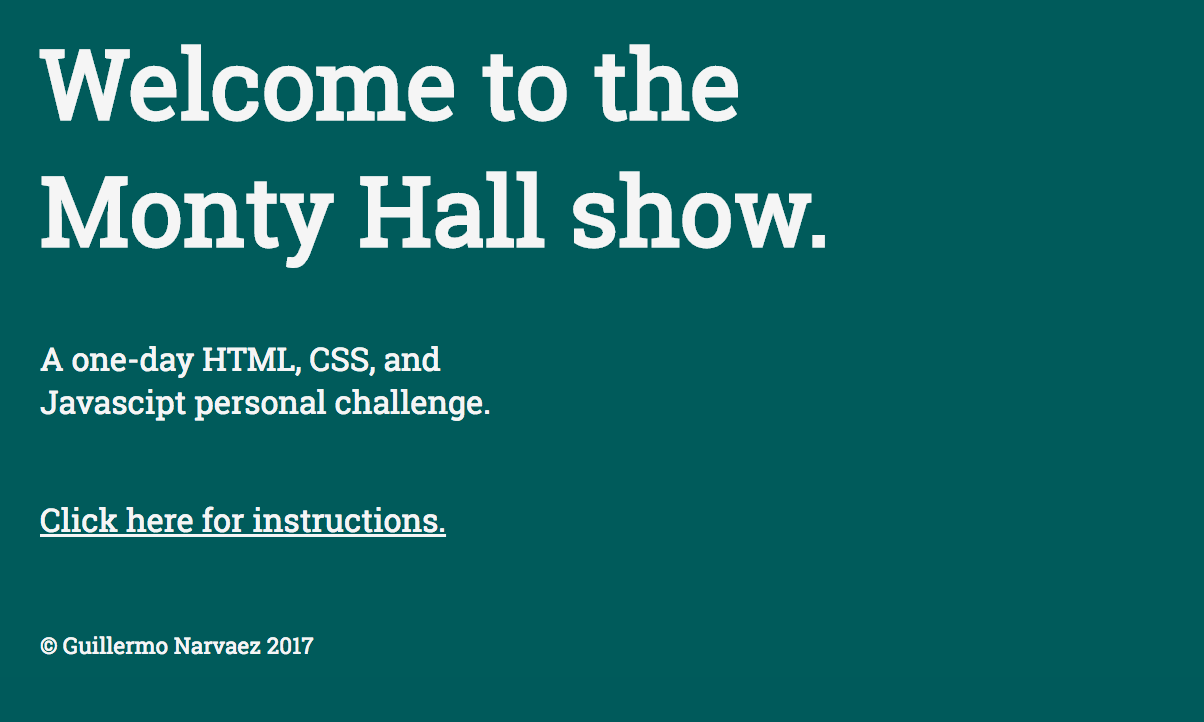 Welcome to the
Monty Hall show.
A one-day HTML, CSS, and
Javascipt personal challenge.
Click here for instructions.
© Guillermo Narvaez 2017